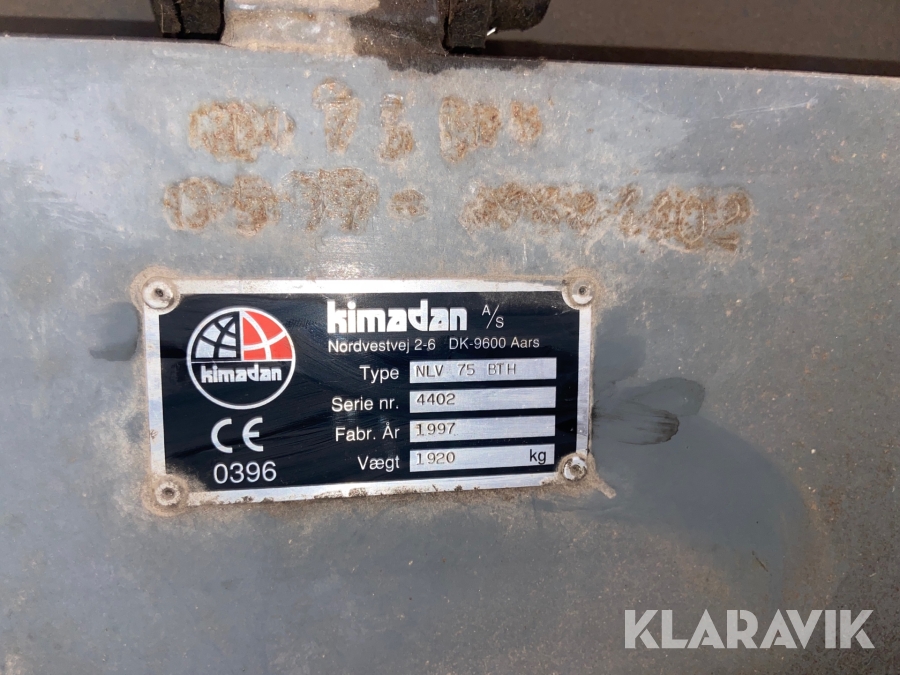 kimadan A/S
Nordvestvej 2-6 DK-9600 Aars
kimadan
Type NLV 75 BTH
Serie nr. 4402
Fabr. År 1997
Vægt 1920 kg
CE
0396
KLARAVIK